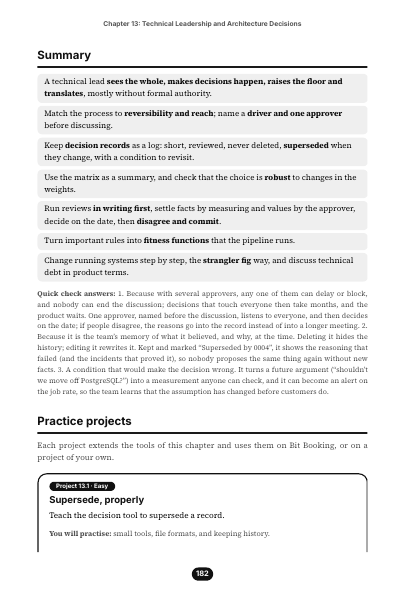 Chapter 13: Technical Leadership and Architecture Decisions
Summary
A technical lead sees the whole, makes decisions happen, raises the floor and
translates, mostly without formal authority.
Match the process to reversibility and reach; name a driver and one approver
before discussing.
Keep decision records as a log: short, reviewed, never deleted, superseded when
they change, with a condition to revisit.
Use the matrix as a summary, and check that the choice is robust to changes in the
weights.
Run reviews in writing first, settle facts by measuring and values by the approver,
decide on the date, then disagree and commit.
Turn important rules into fitness functions that the pipeline runs.
Change running systems step by step, the strangler fig way, and discuss technical
debt in product terms.
Quick check answers: 1. Because with several approvers, any one of them can delay or block,
and nobody can end the discussion; decisions that touch everyone then take months, and the
product waits. One approver, named before the discussion, listens to everyone, and then decides
on the date; if people disagree, the reasons go into the record instead of into a longer meeting. 2.
Because it is the team's memory of what it believed, and why, at the time. Deleting it hides the
history; editing it rewrites it. Kept and marked “Superseded by 0004”, it shows the reasoning that
failed (and the incidents that proved it), so nobody proposes the same thing again without new
facts. 3. A condition that would make the decision wrong. It turns a future argument (“shouldn't
we move off PostgreSQL?”) into a measurement anyone can check, and it can become an alert on
the job rate, so the team learns that the assumption has changed before customers do.
Practice projects
Each project extends the tools of this chapter and uses them on Bit Booking, or on a
project of your own.
Project 13.1 · Easy
Supersede, properly
Teach the decision tool to supersede a record.
You will practise: small tools, file formats, and keeping history.
182